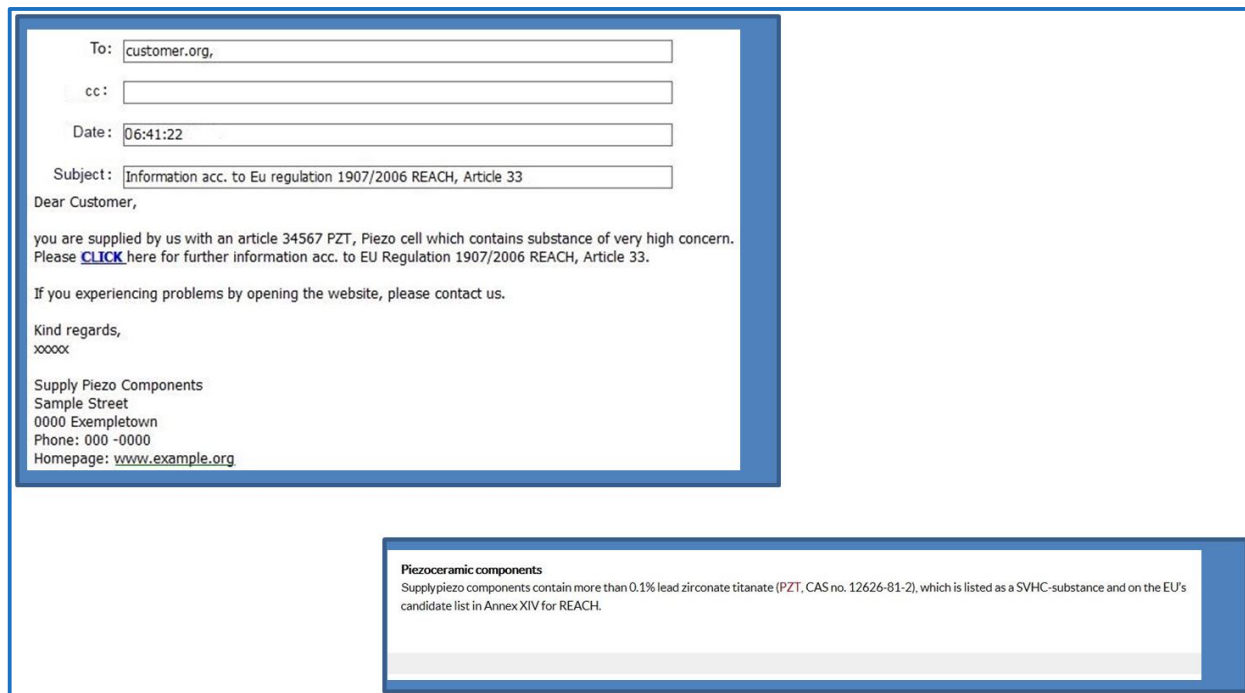 To: customer.org,
cc:
Date: 06:41:22
Subject: Information acc. to Eu regulation 1907/2006 REACH, Article 33
Dear Customer,
you are supplied by us with an article 34567 PZT, Piezo cell which contains substance of very high concern.
Please CLICK here for further information acc. to EU Regulation 1907/2006 REACH, Article 33.
If you experiencing problems by opening the website, please contact us.
Kind regards,
xxxxx
Supply Piezo Components
Sample Street
0000 Exempletown
Phone: 000 -0000
Homepage: www.example.org
Piezoceramic components
Supplypiezo components contain more than 0.1% lead zirconate titanate (PZT, CAS no. 12626-81-2), which is listed as a SVHC-substance and on the EU's
candidate list in Annex XIV for REACH.